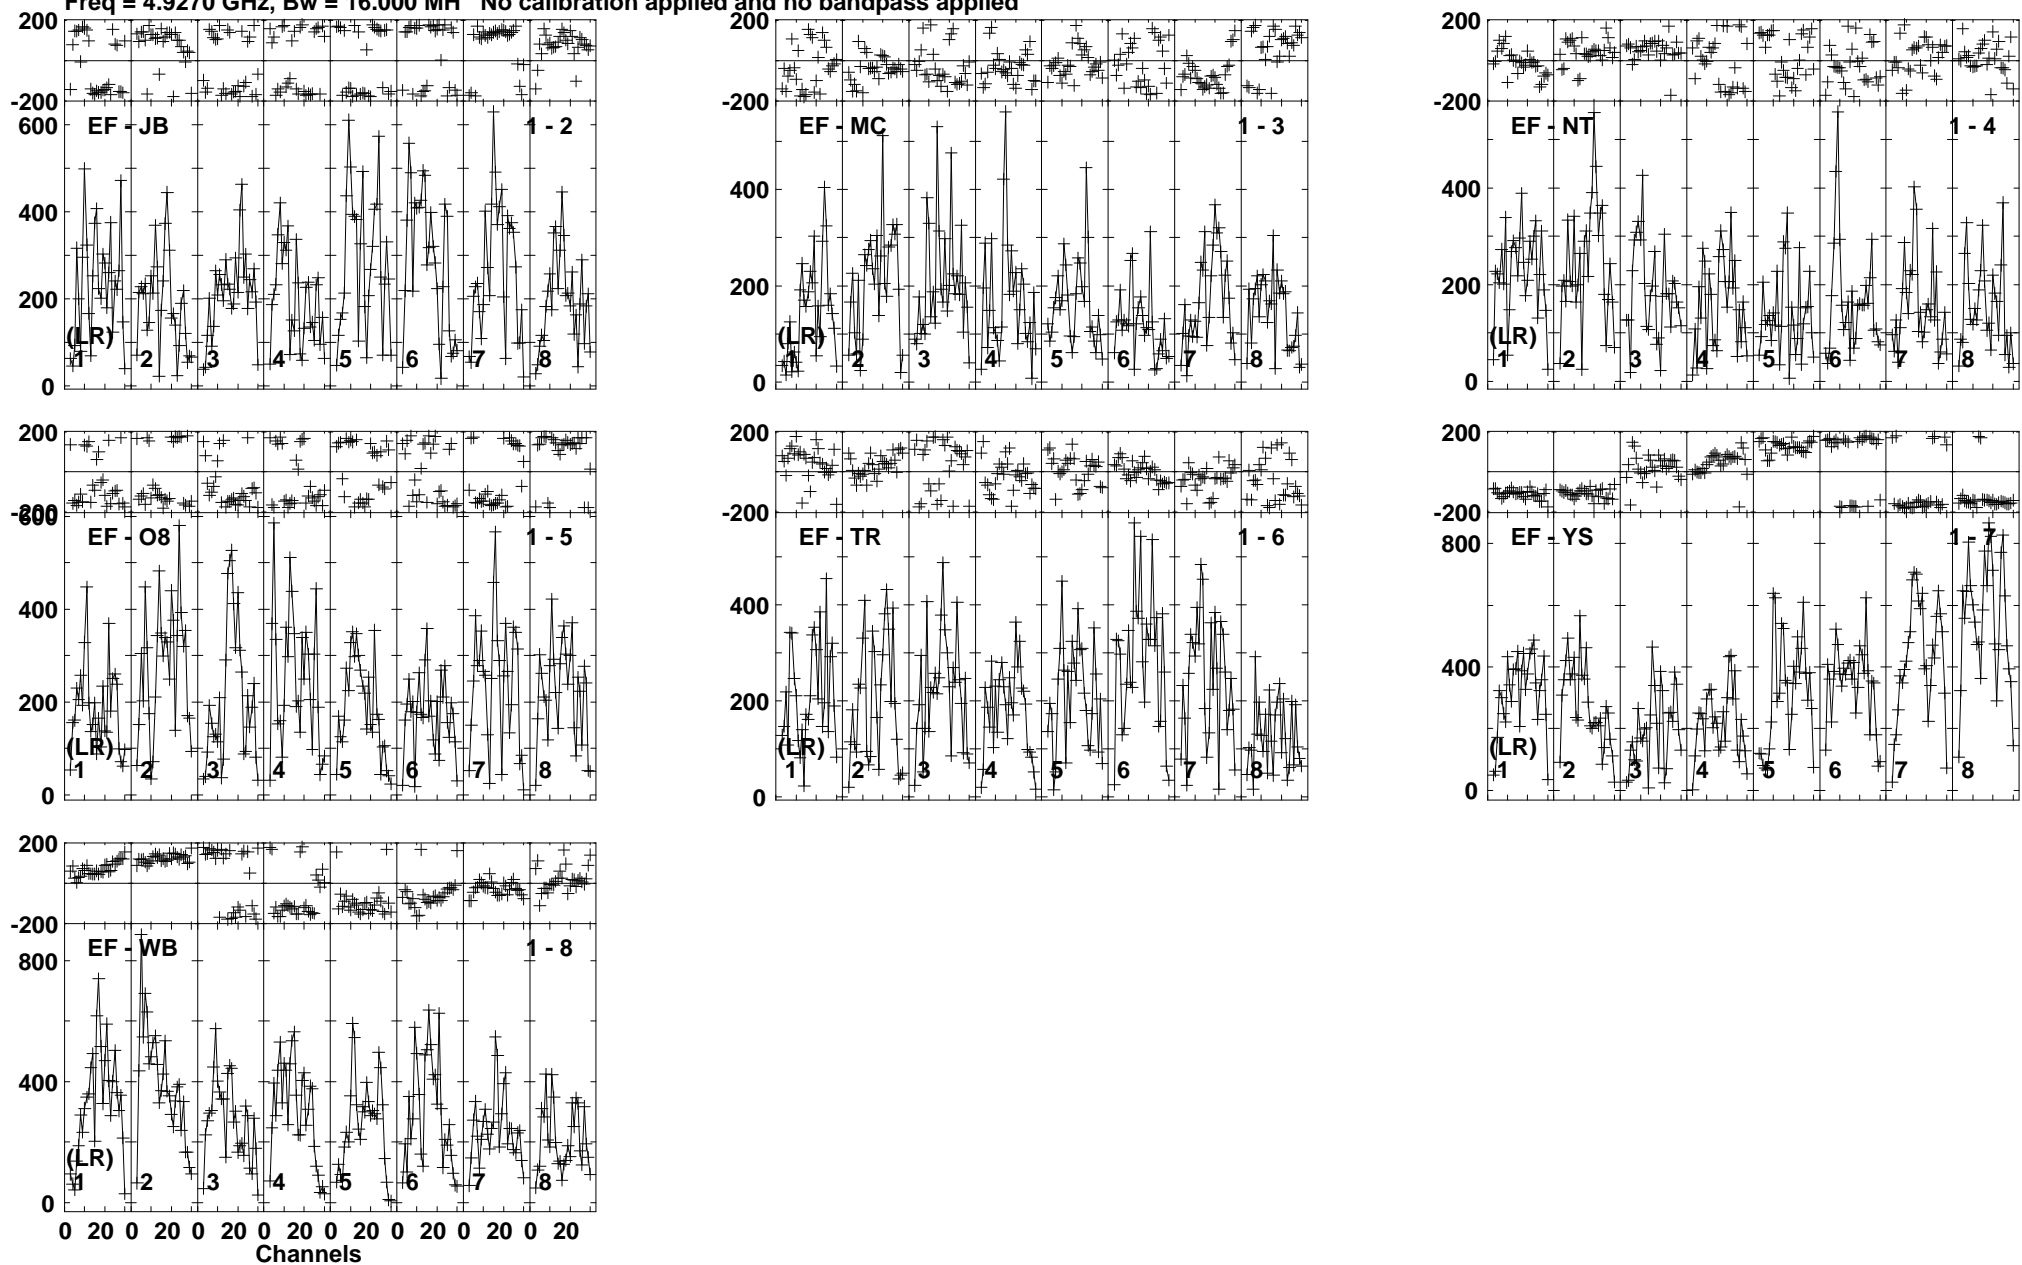 Freq = 4.9270 GHz, Bw = 16.000 MH No calibration applied and no bandpass applied
200
-200
600
400
200
0
EF - JB
1 - 2
(LR)
1 2 3 4 5 6 7 8
200
-200
400
200
0
EF - MC
1 - 3
(LR)
1 2 3 4 5 6 7 8
200
-200
400
200
0
EF - NT
1 - 4
(LR)
1 2 3 4 5 6 7 8
200
-200
600
400
200
0
EF - O8
1 - 5
(LR)
1 2 3 4 5 6 7 8
200
-200
400
200
0
EF - TR
1 - 6
(LR)
1 2 3 4 5 6 7 8
200
-200
800
400
0
EF - YS
1 - 7
(LR)
1 2 3 4 5 6 7 8
200
-200
800
400
0
EF - WB
1 - 8
(LR)
1 2 3 4 5 6 7 8
0 20 0 20 0 20 0 20 0 20 0 20 0 20 0 20
Channels